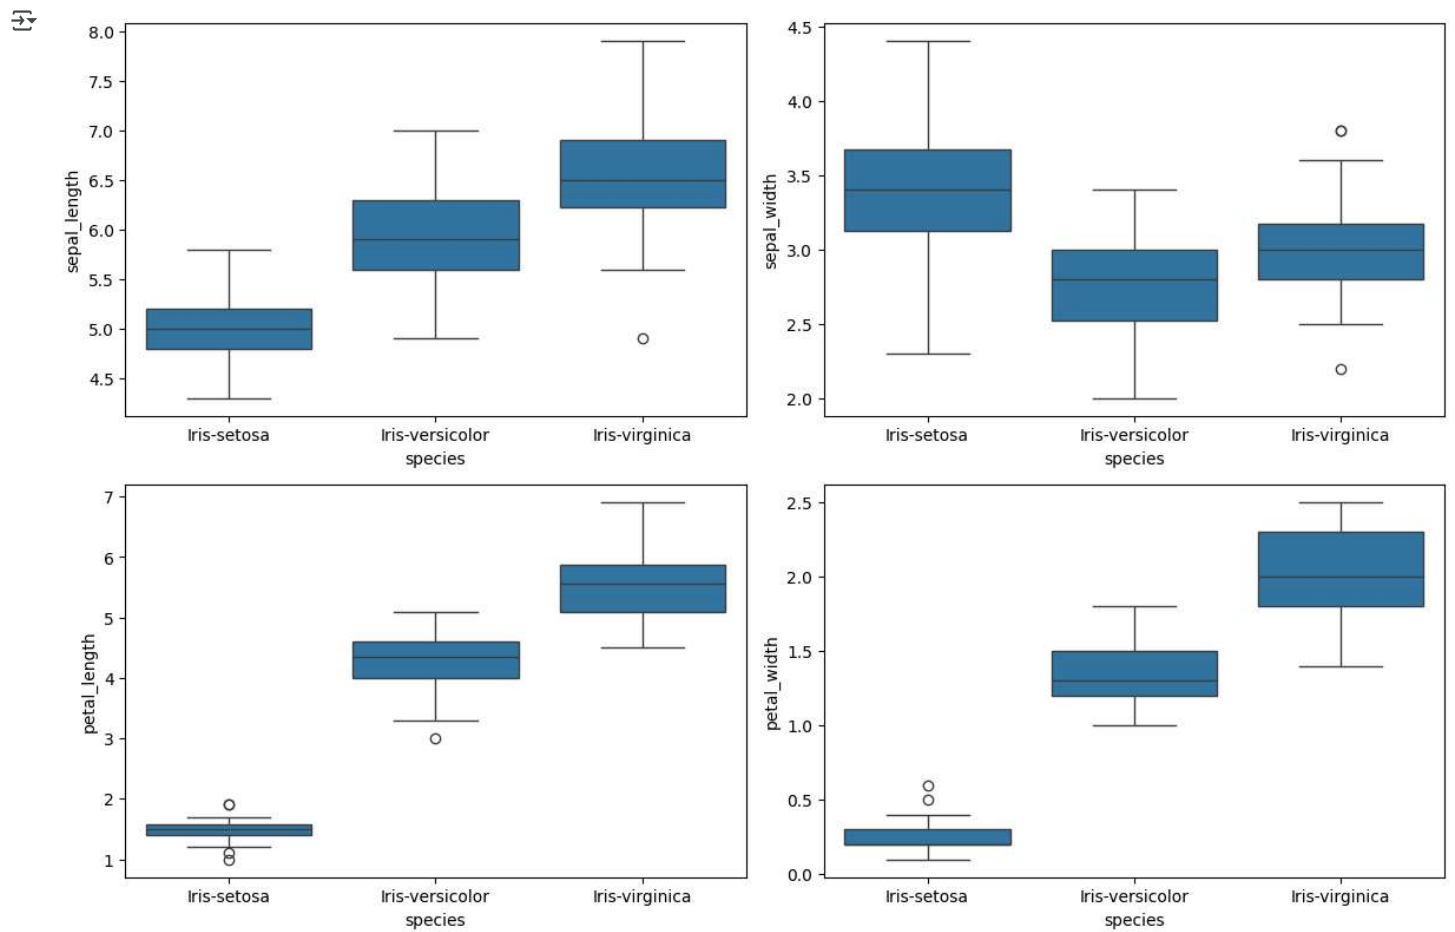 sepal_length
8.0
7.5
7.0
6.5
6.0
5.5
5.0
4.5
Iris-setosa Iris-versicolor Iris-virginica
species
sepal_width
4.5
4.0
3.5
3.0
2.5
2.0
Iris-setosa Iris-versicolor Iris-virginica
species
petal_length
7
6
5
4
3
2
1
Iris-setosa Iris-versicolor Iris-virginica
species
petal_width
2.5
2.0
1.5
1.0
0.5
0.0
Iris-setosa Iris-versicolor Iris-virginica
species